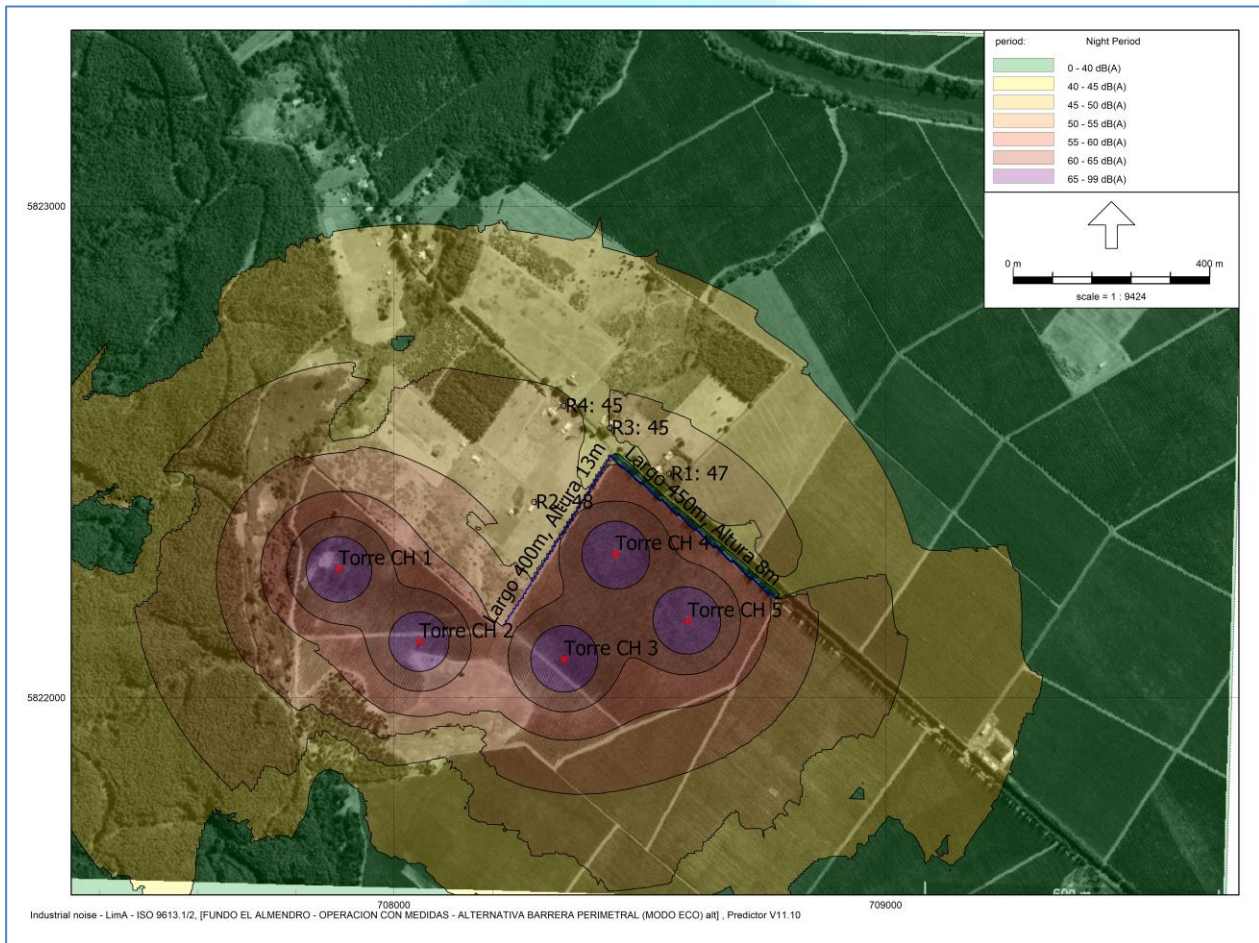 period: Night Period
0 - 40 dB(A)
40 - 45 dB(A)
45 - 50 dB(A)
50 - 55 dB(A)
55 - 60 dB(A)
60 - 65 dB(A)
65 - 99 dB(A)
0 m 400 m
scale = 1 : 9424
5823000
R4: 45
R3: 45
R1: 47
R2: 48
Largo 400m, Altura 13m
Largo 450m, Altura 8m
Torre CH 1
Torre CH 2
Torre CH 3
Torre CH 4
Torre CH 5
5822000
600 m
708000
709000
Industrial noise - LimA - ISO 9613.1/2, [FUNDO EL ALMENDRO - OPERACION CON MEDIDAS - ALTERNATIVA BARRERA PERIMETRAL (MODO ECO) alt] , Predictor V11.10